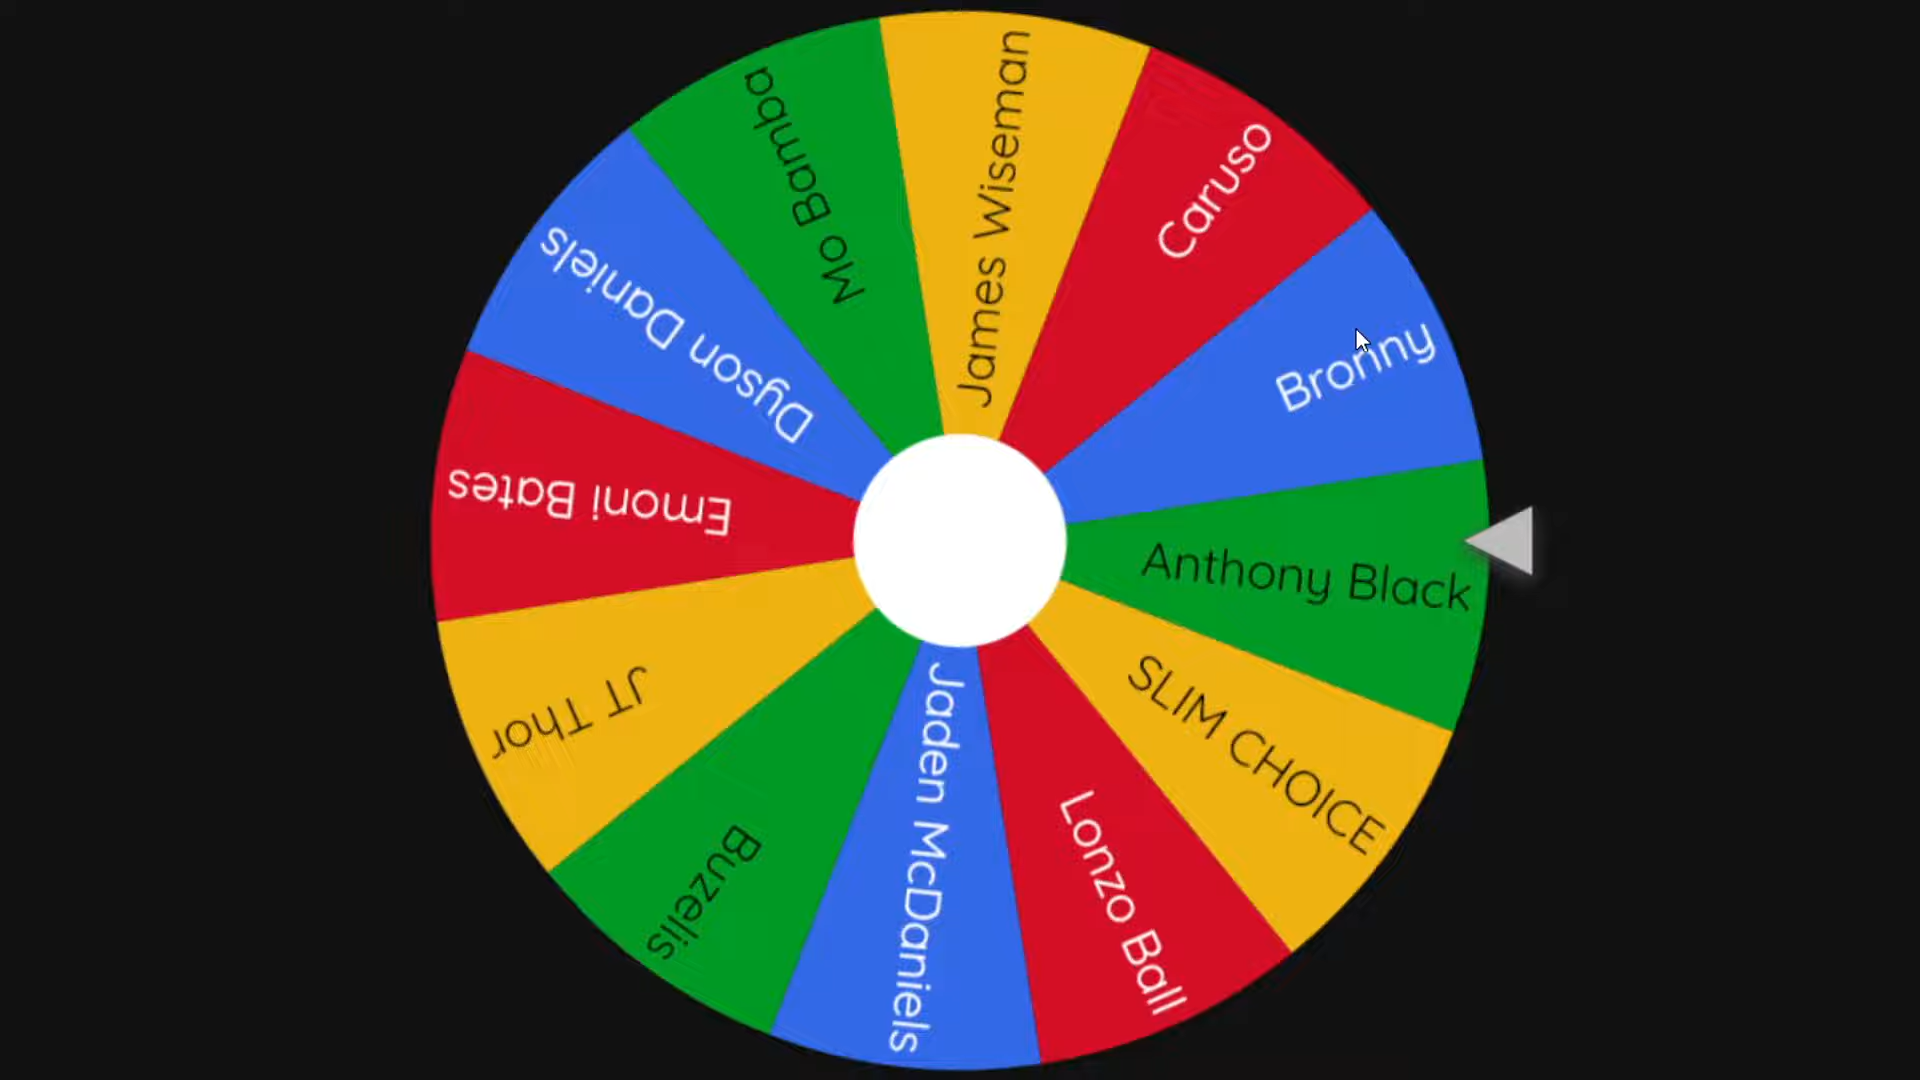 James Wiseman
Caruso
Bronny
Anthony Black
SLIM CHOICE
Lonzo Ball
Jaden McDaniels
Buzelis
JT Thor
Emoni Bates
Dyson Daniels
Mo Bamba